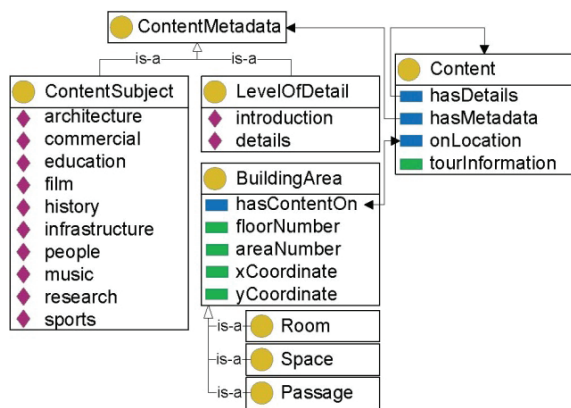 ContentMetadata
is-a
is-a
ContentSubject
architecture
commercial
education
film
history
infrastructure
people
music
research
sports
LevelOfDetail
introduction
details
Content
hasDetails
hasMetadata
onLocation
tourInformation
BuildingArea
hasContentOn
floorNumber
areaNumber
xCoordinate
yCoordinate
is-a
Room
is-a
Space
is-a
Passage